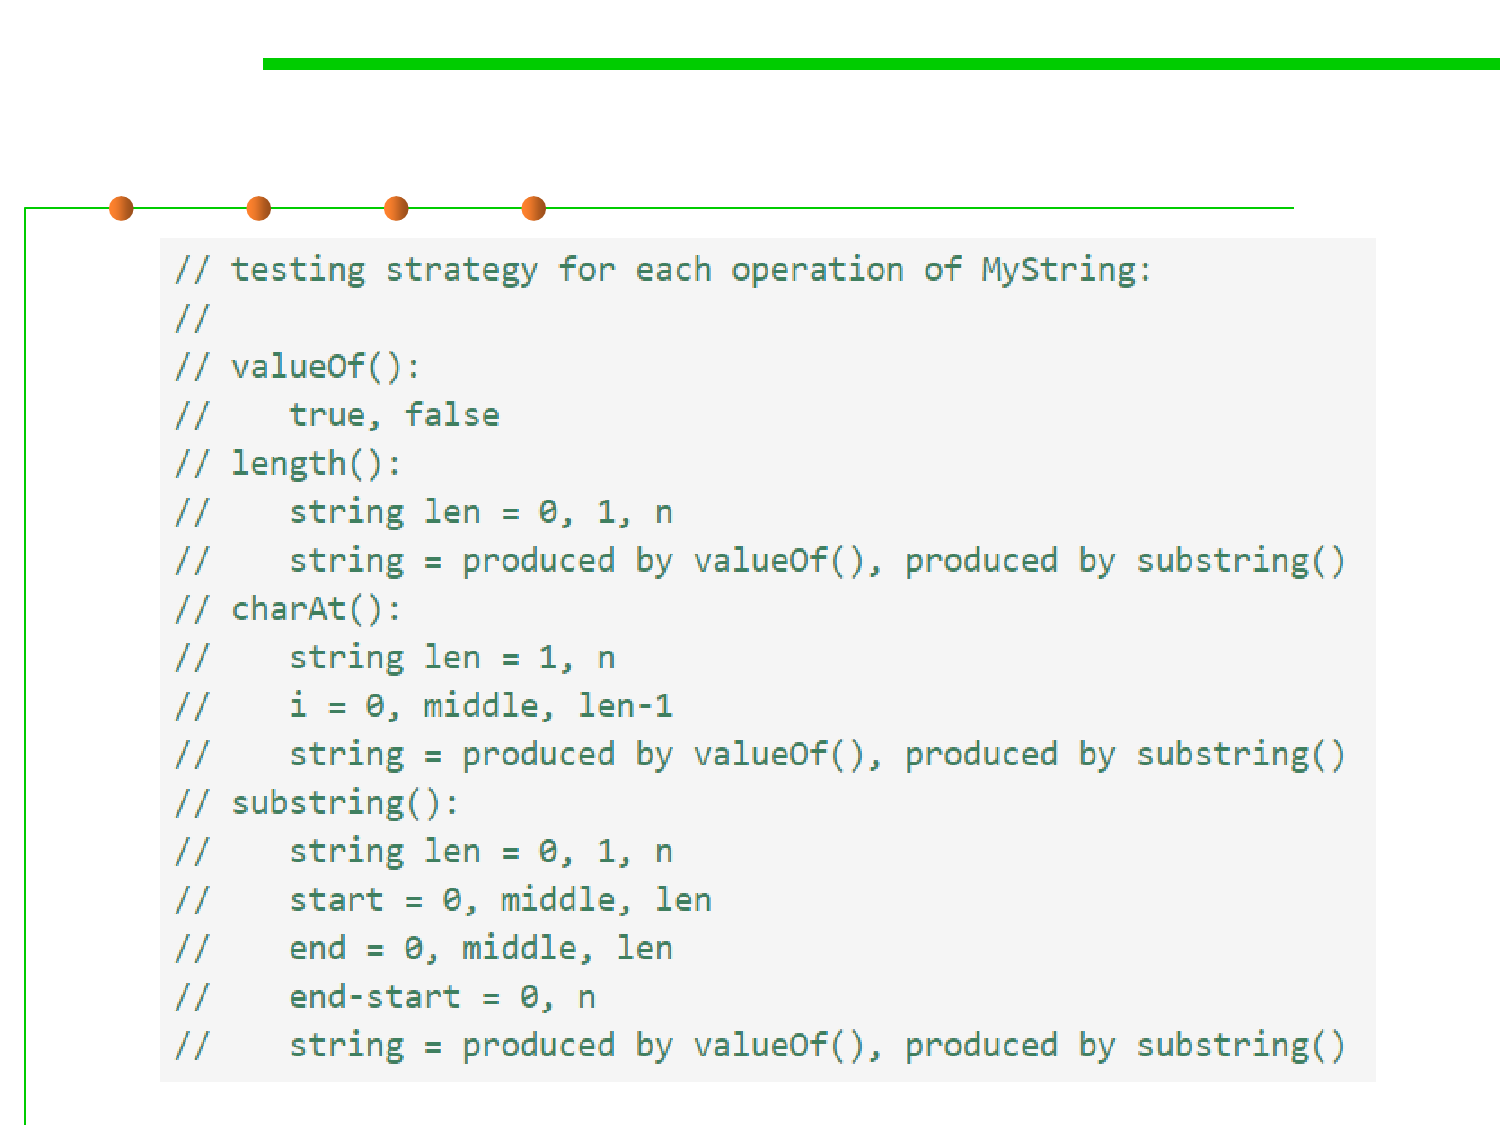 // testing strategy for each operation of MyString:
//
// valueOf():
//    true, false
// length():
//    string len = 0, 1, n
//    string = produced by valueOf(), produced by substring()
// charAt():
//    string len = 1, n
//    i = 0, middle, len-1
//    string = produced by valueOf(), produced by substring()
// substring():
//    string len = 0, 1, n
//    start = 0, middle, len
//    end = 0, middle, len
//    end-start = 0, n
//    string = produced by valueOf(), produced by substring()